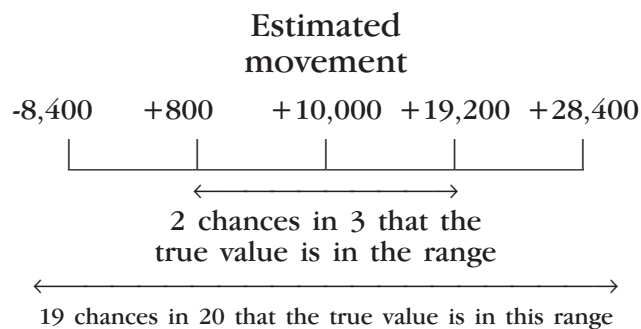 Estimated
movement
-8,400 +800 +10,000 +19,200 +28,400
2 chances in 3 that the
true value is in the range
19 chances in 20 that the true value is in this range